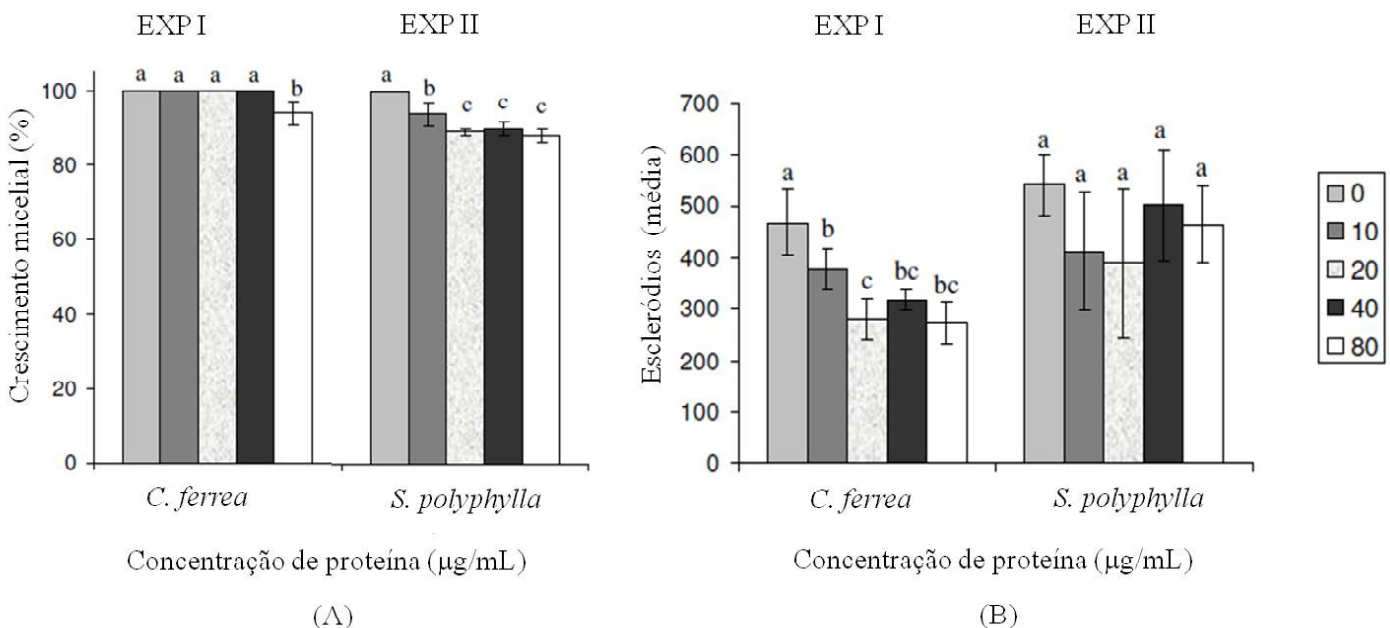 EXP I
EXP II
Crescimento micelial (%)
100
80
60
40
20
0
a a a a b
a b c c c
C. ferrea
S. polyphylla
Concentração de proteína (µg/mL)
(A)
EXP I
EXP II
Escleródios (média)
700
600
500
400
300
200
100
0
a b c bc bc
a a a a a
C. ferrea
S. polyphylla
Concentração de proteína (µg/mL)
(B)
0
10
20
40
80